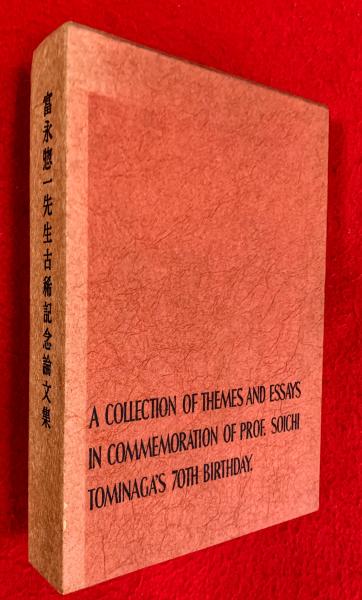 富永惣一先生古稀記念論文集
A COLLECTION OF THEMES AND ESSAYS
IN COMMEMORATION OF PROF. SOICHI
TOMINAGA'S 70TH BIRTHDAY.